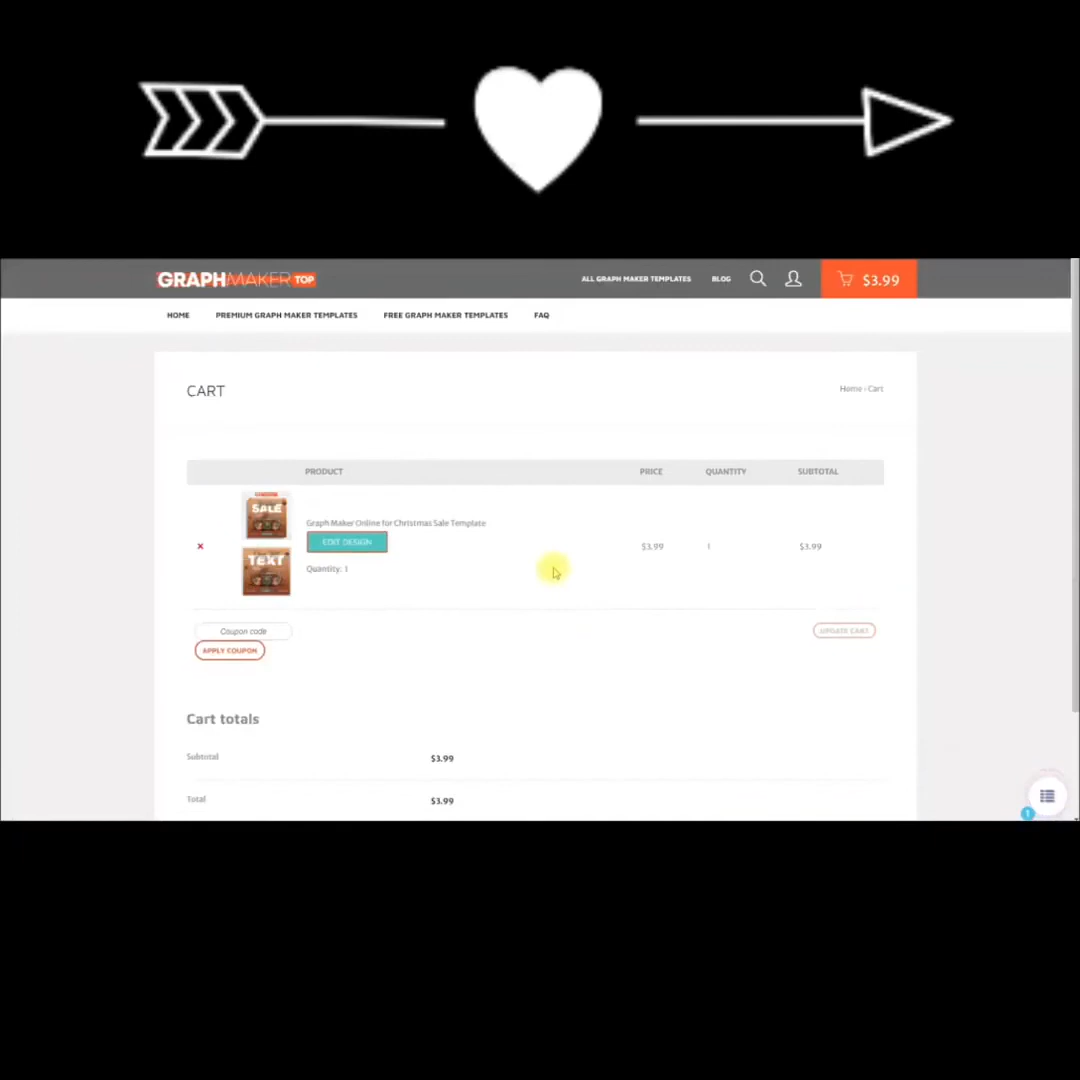 GRAPHMAKER TOP
ALL GRAPH MAKER TEMPLATES BLOG $3.99
HOME PREMIUM GRAPH MAKER TEMPLATES FREE GRAPH MAKER TEMPLATES FAQ
CART
Home › Cart
PRODUCT PRICE QUANTITY SUBTOTAL
SALE
TEXT
Graph Maker Online for Christmas Sale Template
EDIT DESIGN
Quantity: 1
× $3.99 1 $3.99
Coupon code
APPLY COUPON
UPDATE CART
Cart totals
Subtotal $3.99
Total $3.99
1